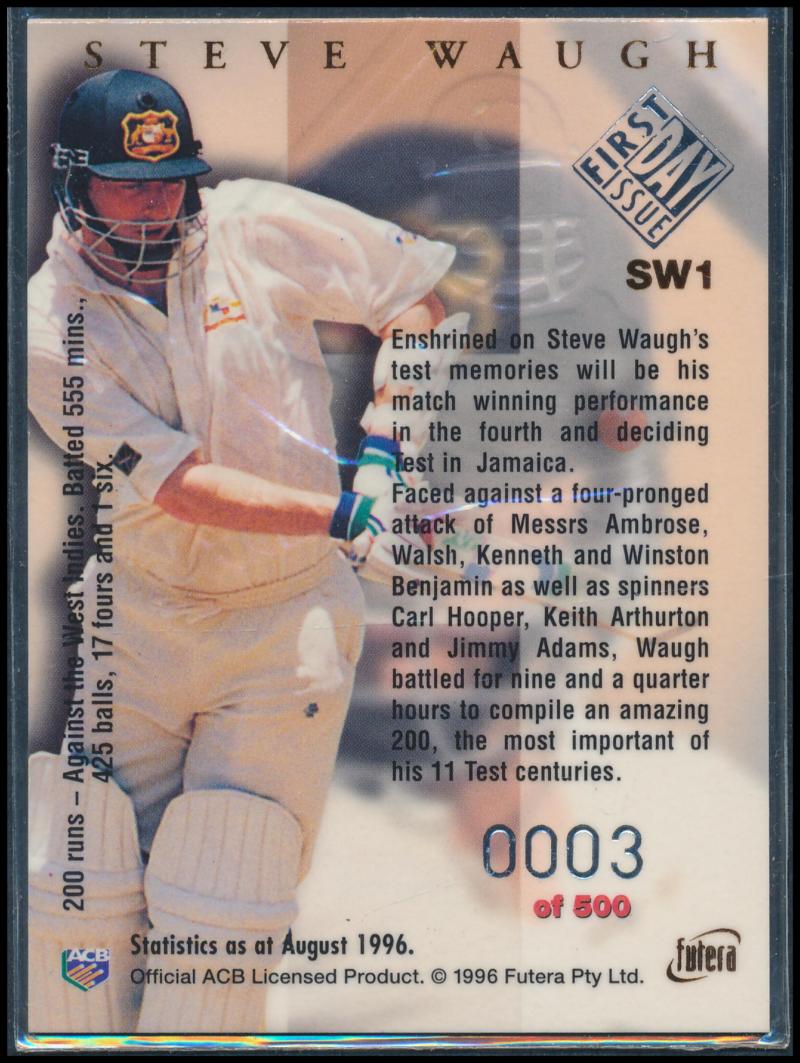 STEVE WAUGH
FIRST
DAY
ISSUE
SW1
Enshrined on Steve Waugh's
test memories will be his
match winning performance
in the fourth and deciding
Test in Jamaica.
Faced against a four-pronged
attack of Messrs Ambrose,
Walsh, Kenneth and Winston
Benjamin as well as spinners
Carl Hooper, Keith Arthurton
and Jimmy Adams, Waugh
battled for nine and a quarter
hours to compile an amazing
200, the most important of
his 11 Test centuries.
200 runs – Against the West Indies. Batted 555 mins.,
425 balls, 17 fours and 1 six.
0003
of 500
Statistics as at August 1996.
ACB
Official ACB Licensed Product. © 1996 Futera Pty Ltd.
futera